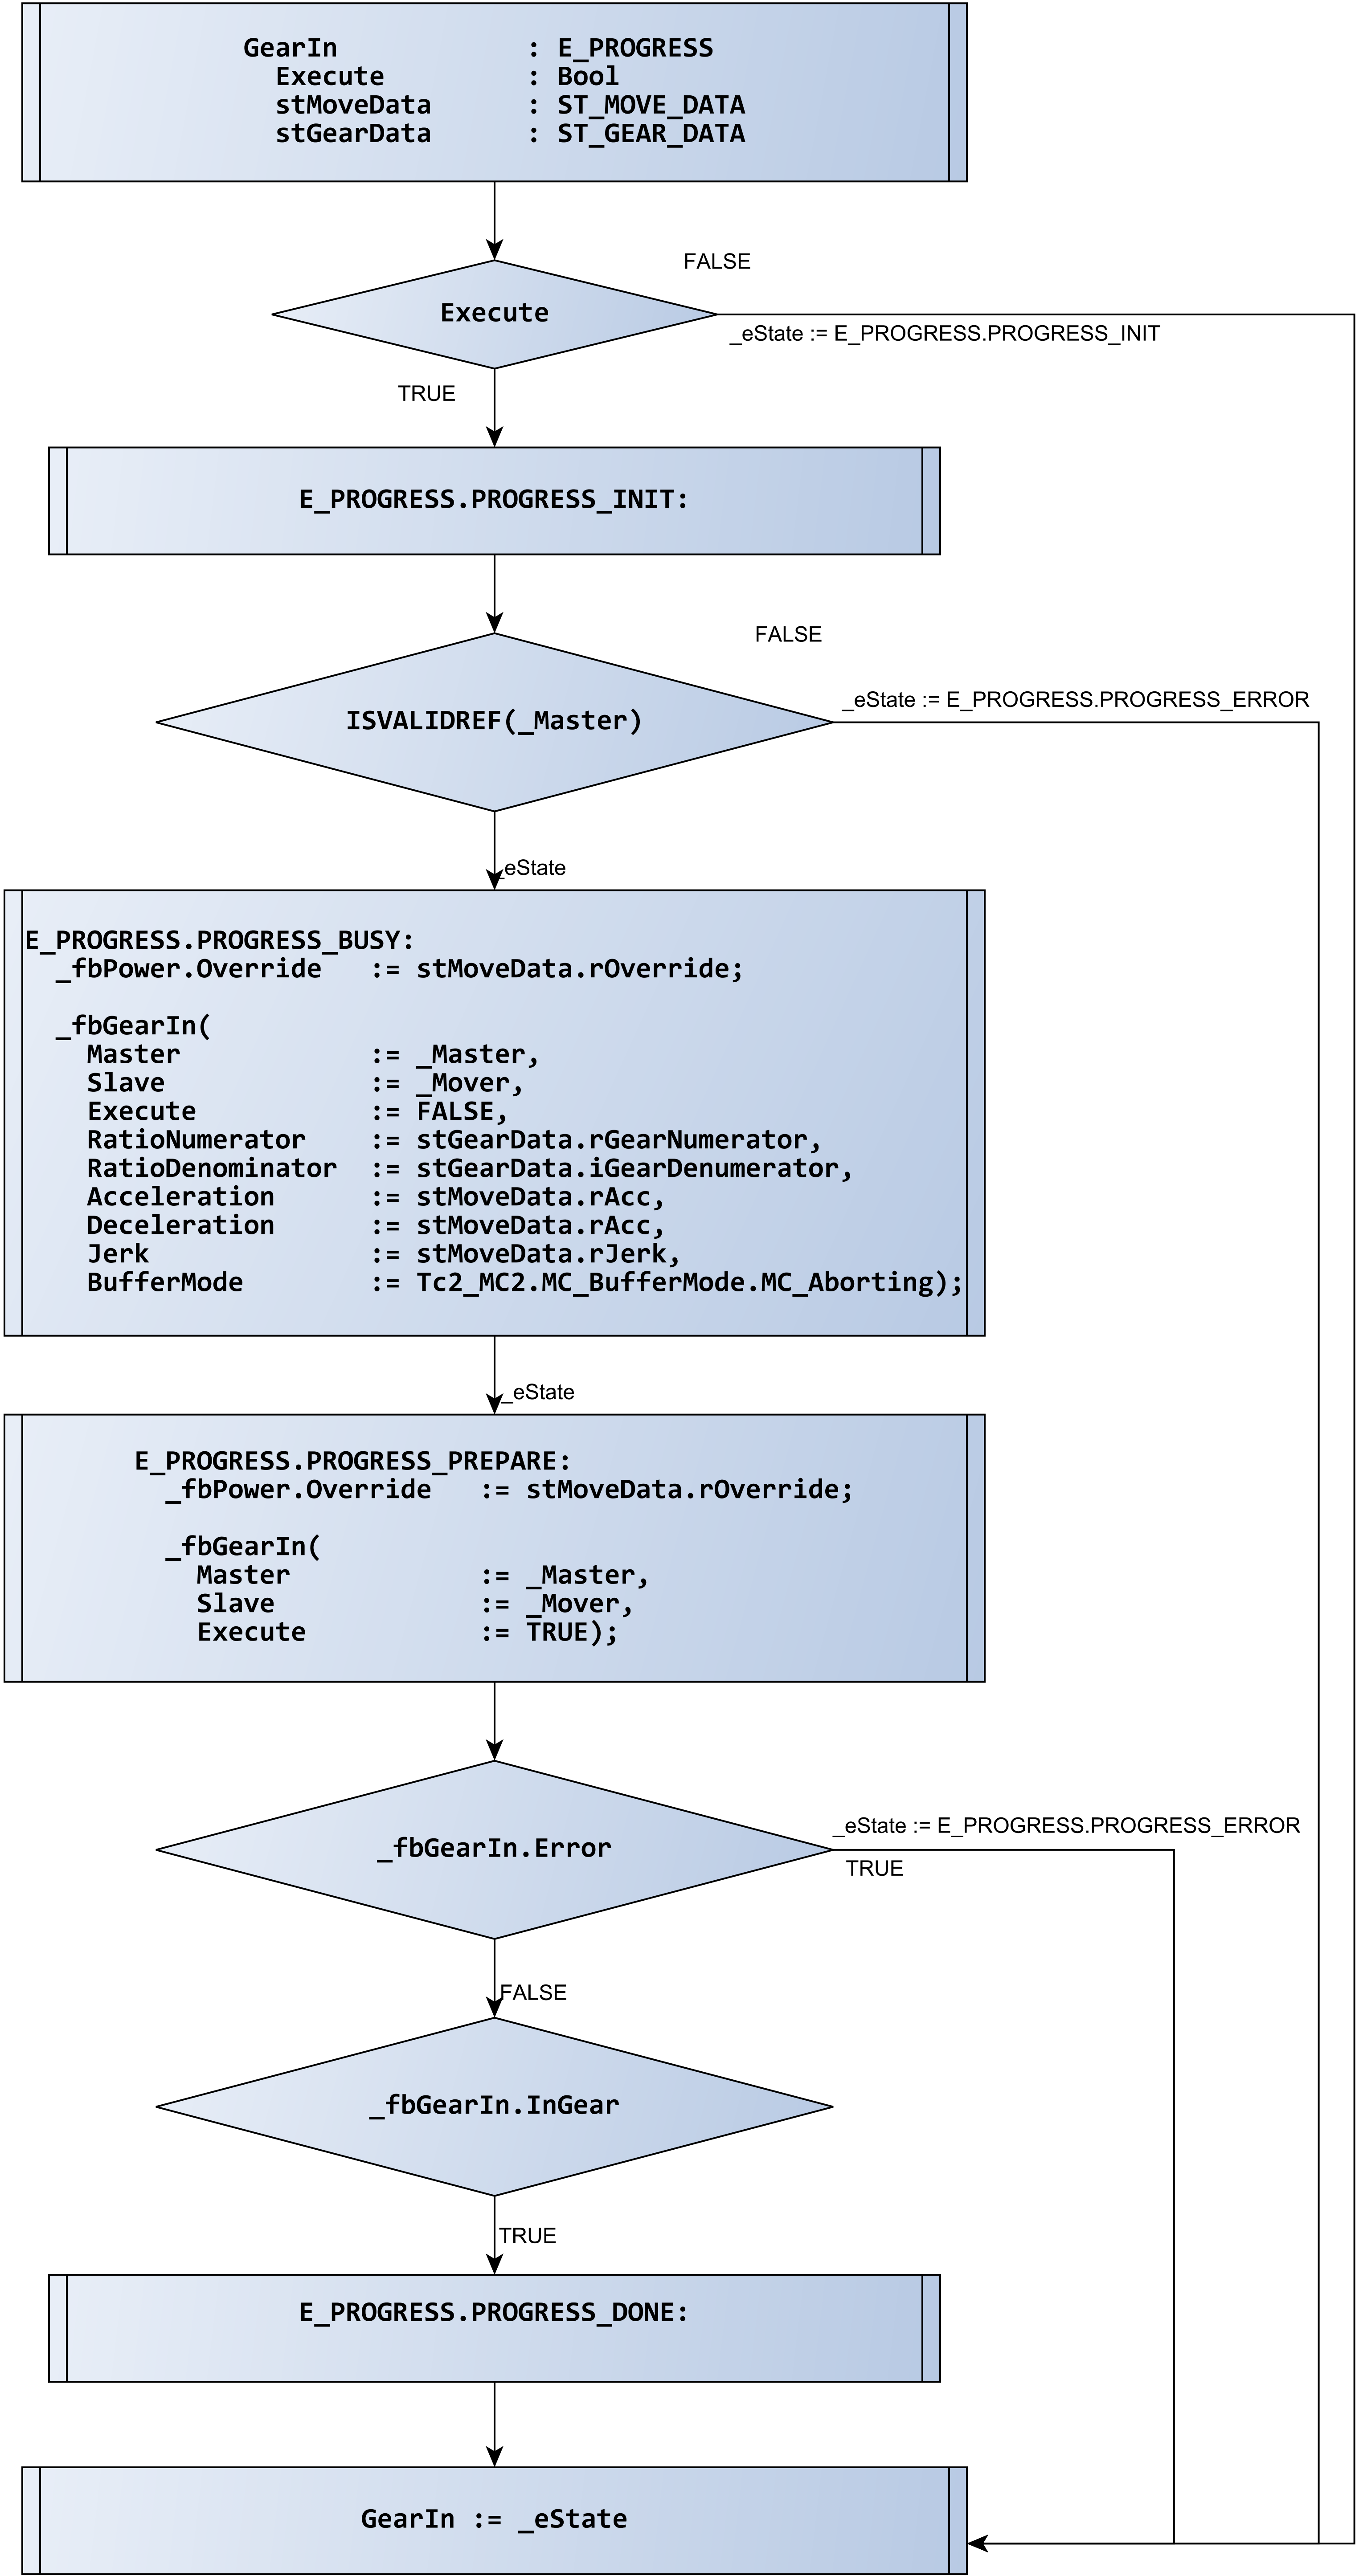 GearIn            : E_PROGRESS
  Execute         : Bool
  stMoveData      : ST_MOVE_DATA
  stGearData      : ST_GEAR_DATA
FALSE
Execute
_eState := E_PROGRESS.PROGRESS_INIT
TRUE
E_PROGRESS.PROGRESS_INIT:
FALSE
_eState := E_PROGRESS.PROGRESS_ERROR
ISVALIDREF(_Master)
_eState
E_PROGRESS.PROGRESS_BUSY:
  _fbPower.Override   := stMoveData.rOverride;
  _fbGearIn(
    Master            := _Master,
    Slave             := _Mover,
    Execute           := FALSE,
    RatioNumerator    := stGearData.rGearNumerator,
    RatioDenominator  := stGearData.iGearDenumerator,
    Acceleration      := stMoveData.rAcc,
    Deceleration      := stMoveData.rAcc,
    Jerk              := stMoveData.rJerk,
    BufferMode        := Tc2_MC2.MC_BufferMode.MC_Aborting);
_eState
E_PROGRESS.PROGRESS_PREPARE:
  _fbPower.Override   := stMoveData.rOverride;
  _fbGearIn(
    Master            := _Master,
    Slave             := _Mover,
    Execute           := TRUE);
_eState := E_PROGRESS.PROGRESS_ERROR
_fbGearIn.Error
TRUE
FALSE
_fbGearIn.InGear
TRUE
E_PROGRESS.PROGRESS_DONE:
GearIn := _eState